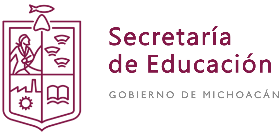 Secretaría
de Educación
GOBIERNO DE MICHOACÁN